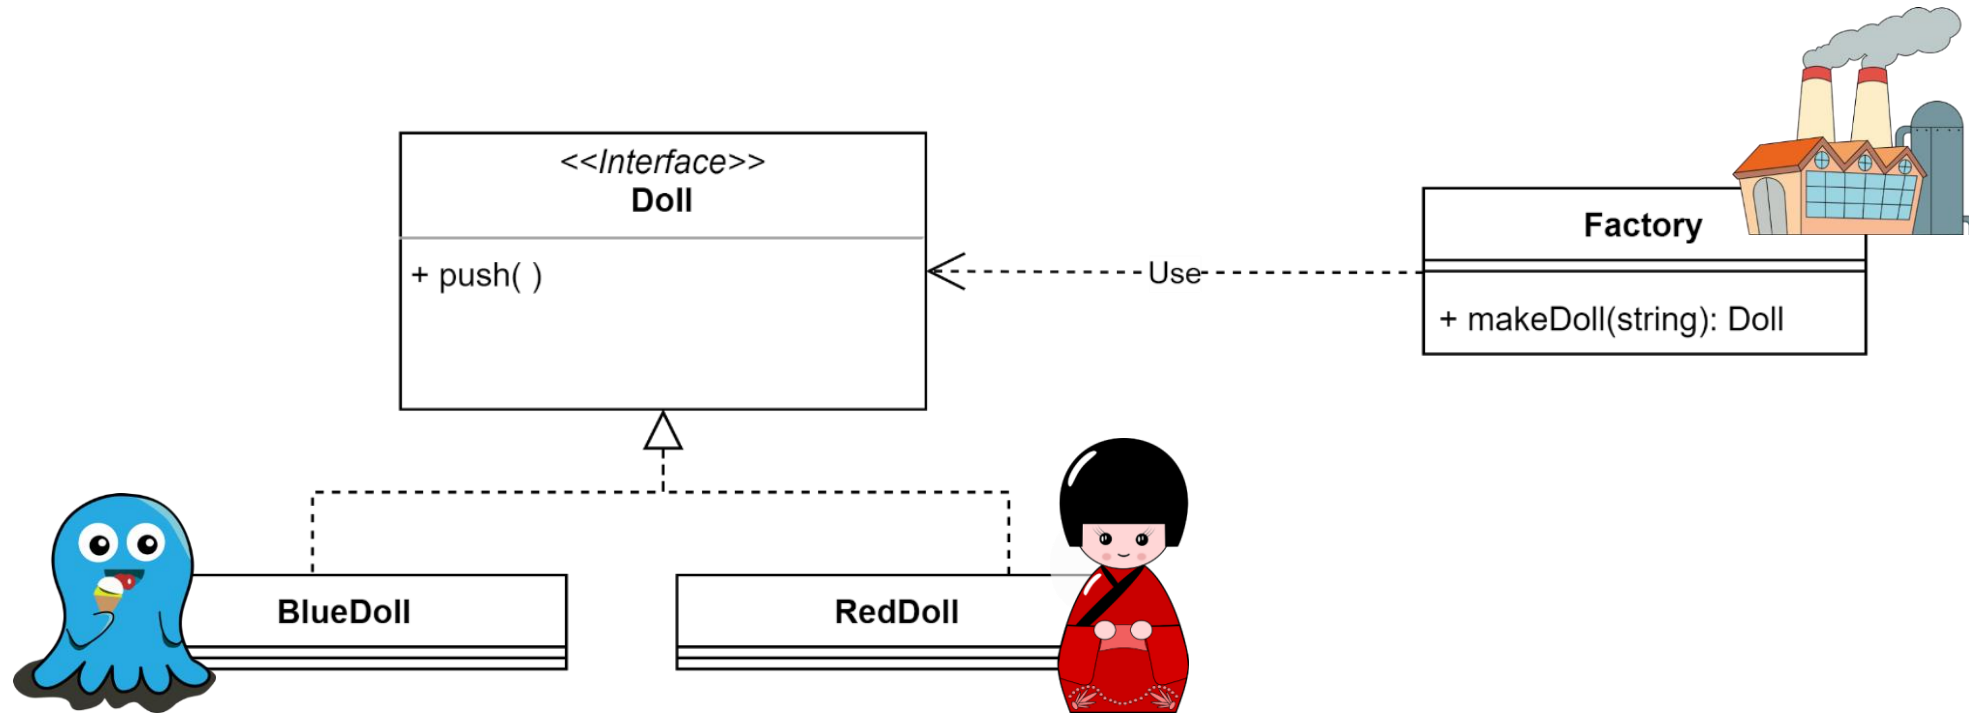 <<Interface>>
Doll
+ push( )
Use
Factory
+ makeDoll(string): Doll
BlueDoll
RedDoll